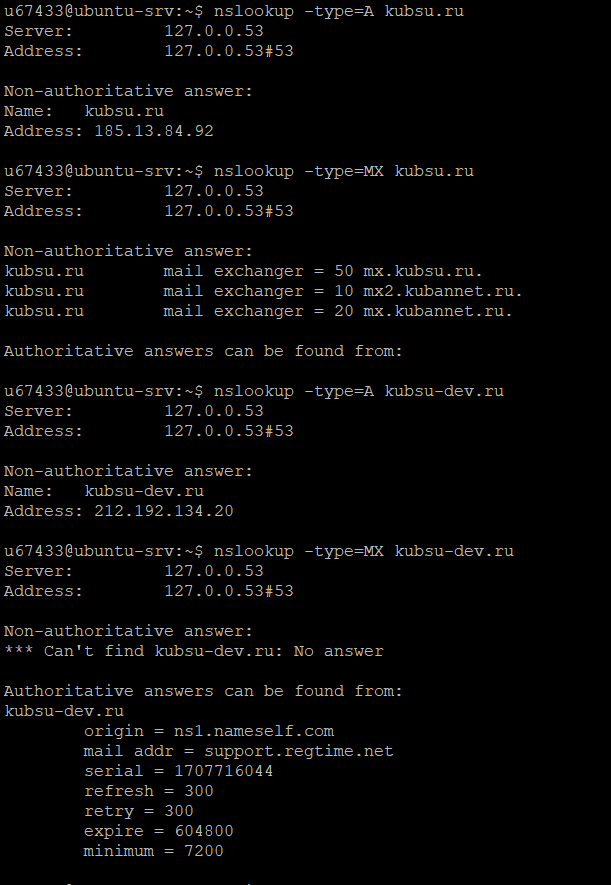 u67433@ubuntu-srv:~$ nslookup -type=A kubsu.ru
Server:         127.0.0.53
Address:        127.0.0.53#53

Non-authoritative answer:
Name:   kubsu.ru
Address: 185.13.84.92

u67433@ubuntu-srv:~$ nslookup -type=MX kubsu.ru
Server:         127.0.0.53
Address:        127.0.0.53#53

Non-authoritative answer:
kubsu.ru        mail exchanger = 50 mx.kubsu.ru.
kubsu.ru        mail exchanger = 10 mx2.kubannet.ru.
kubsu.ru        mail exchanger = 20 mx.kubannet.ru.

Authoritative answers can be found from:

u67433@ubuntu-srv:~$ nslookup -type=A kubsu-dev.ru
Server:         127.0.0.53
Address:        127.0.0.53#53

Non-authoritative answer:
Name:   kubsu-dev.ru
Address: 212.192.134.20

u67433@ubuntu-srv:~$ nslookup -type=MX kubsu-dev.ru
Server:         127.0.0.53
Address:        127.0.0.53#53

Non-authoritative answer:
*** Can't find kubsu-dev.ru: No answer

Authoritative answers can be found from:
kubsu-dev.ru
        origin = ns1.nameself.com
        mail addr = support.regtime.net
        serial = 1707716044
        refresh = 300
        retry = 300
        expire = 604800
        minimum = 7200